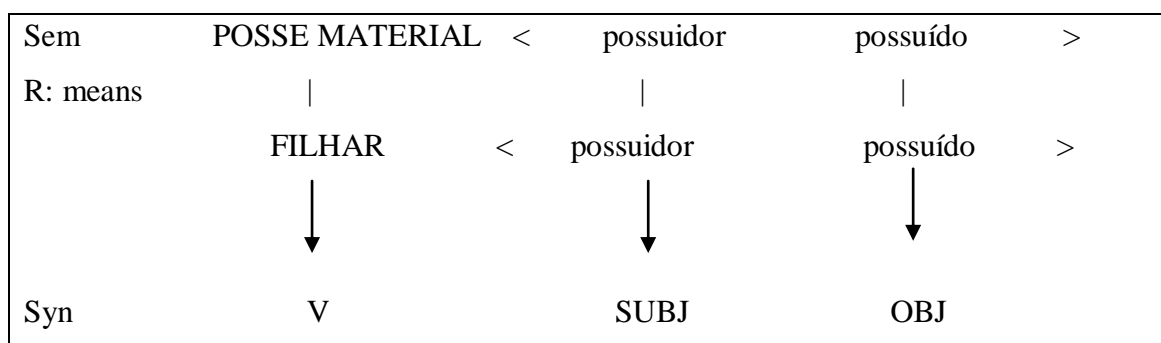 Sem POSSE MATERIAL < possuidor possuído >
R: means | | |
FILHAR < possuidor possuído >
Syn V SUBJ OBJ